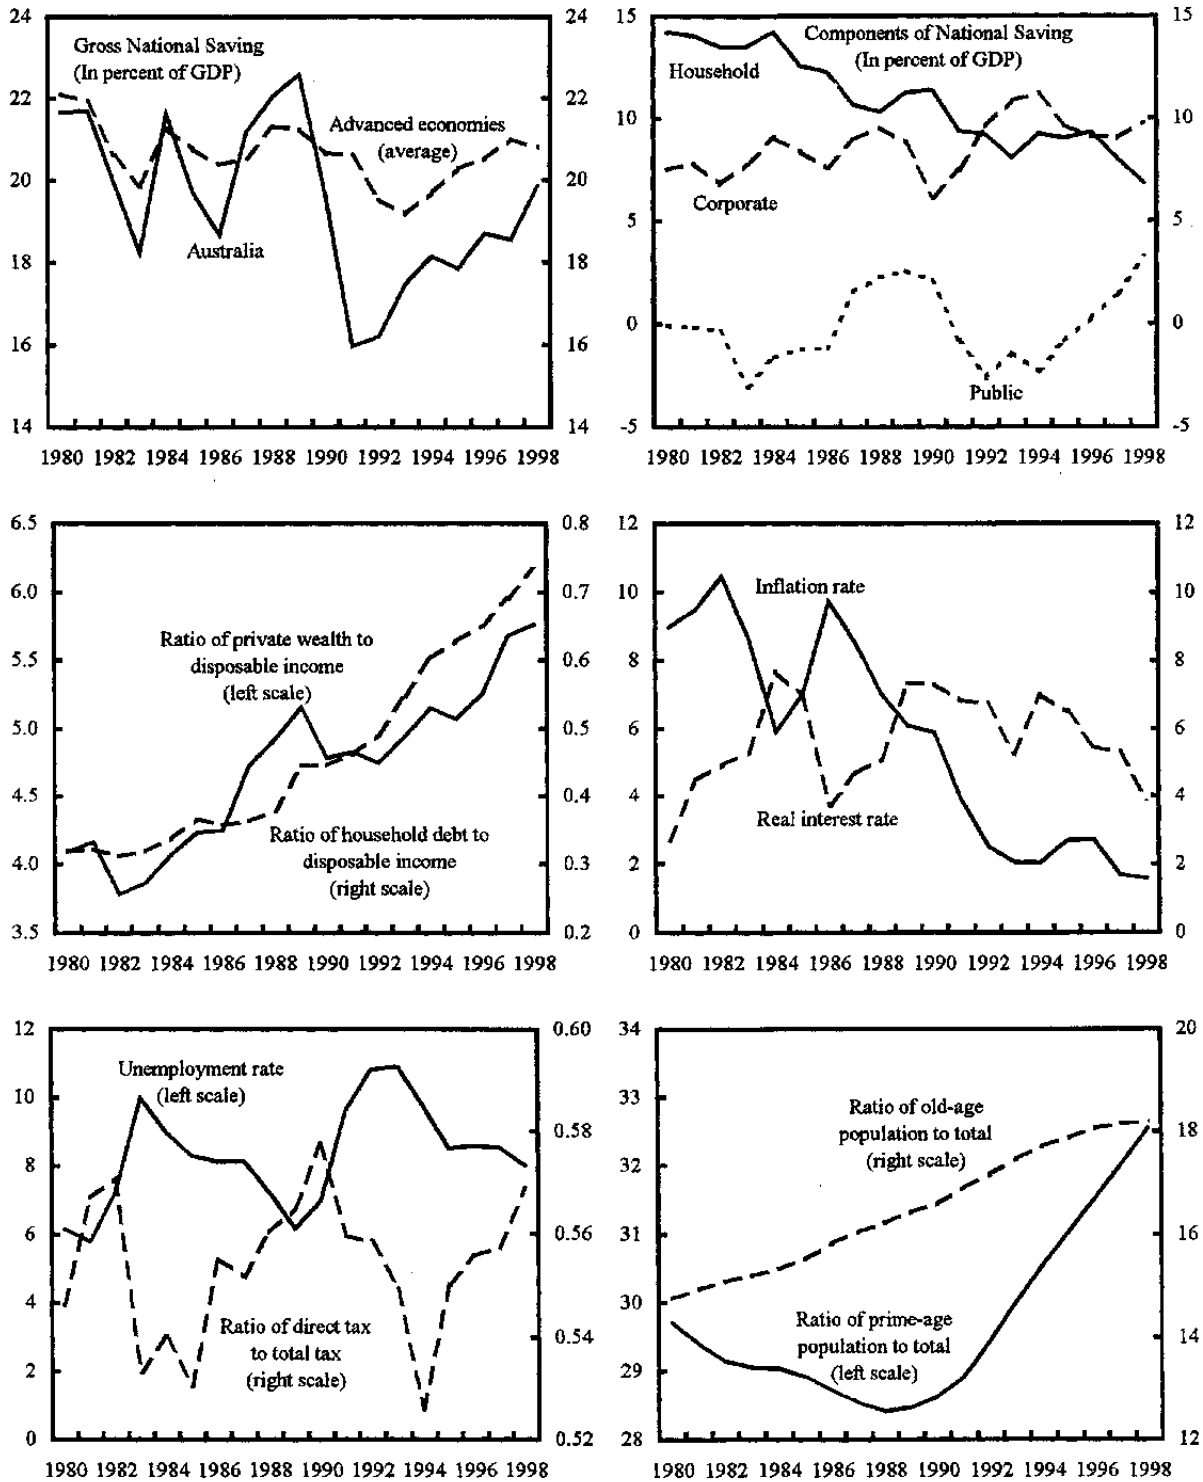 24
22
20
18
16
14
24
22
20
18
16
14
Gross National Saving
(In percent of GDP)
Advanced economies
(average)
Australia
1980 1982 1984 1986 1988 1990 1992 1994 1996 1998
15
10
5
0
-5
15
10
5
0
-5
Components of National Saving
(In percent of GDP)
Household
Corporate
Public
1980 1982 1984 1986 1988 1990 1992 1994 1996 1998
6.5
6.0
5.5
5.0
4.5
4.0
3.5
0.8
0.7
0.6
0.5
0.4
0.3
0.2
Ratio of private wealth to
disposable income
(left scale)
Ratio of household debt to
disposable income
(right scale)
1980 1982 1984 1986 1988 1990 1992 1994 1996 1998
12
10
8
6
4
2
0
12
10
8
6
4
2
0
Inflation rate
Real interest rate
1980 1982 1984 1986 1988 1990 1992 1994 1996 1998
12
10
8
6
4
2
0
0.60
0.58
0.56
0.54
0.52
Unemployment rate
(left scale)
Ratio of direct tax
to total tax
(right scale)
1980 1982 1984 1986 1988 1990 1992 1994 1996 1998
34
33
32
31
30
29
28
20
18
16
14
12
Ratio of old-age
population to total
(right scale)
Ratio of prime-age
population to total
(left scale)
1980 1982 1984 1986 1988 1990 1992 1994 1996 1998